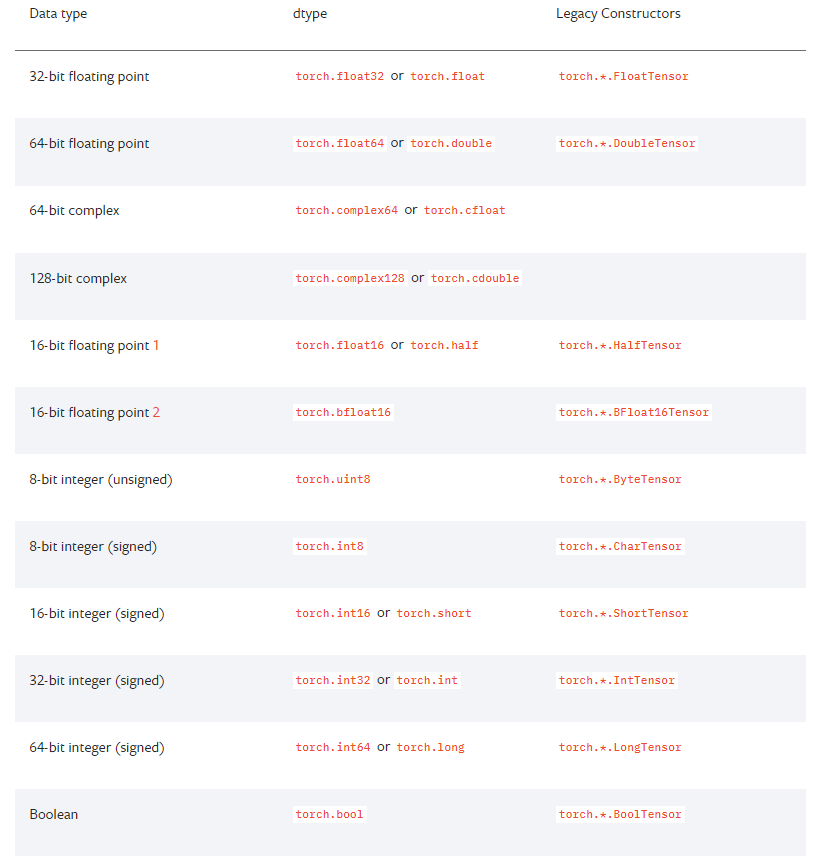 Data type dtype Legacy Constructors
32-bit floating point torch.float32 or torch.float torch.*.FloatTensor
64-bit floating point torch.float64 or torch.double torch.*.DoubleTensor
64-bit complex torch.complex64 or torch.cfloat
128-bit complex torch.complex128 or torch.cdouble
16-bit floating point 1 torch.float16 or torch.half torch.*.HalfTensor
16-bit floating point 2 torch.bfloat16 torch.*.BFloat16Tensor
8-bit integer (unsigned) torch.uint8 torch.*.ByteTensor
8-bit integer (signed) torch.int8 torch.*.CharTensor
16-bit integer (signed) torch.int16 or torch.short torch.*.ShortTensor
32-bit integer (signed) torch.int32 or torch.int torch.*.IntTensor
64-bit integer (signed) torch.int64 or torch.long torch.*.LongTensor
Boolean torch.bool torch.*.BoolTensor